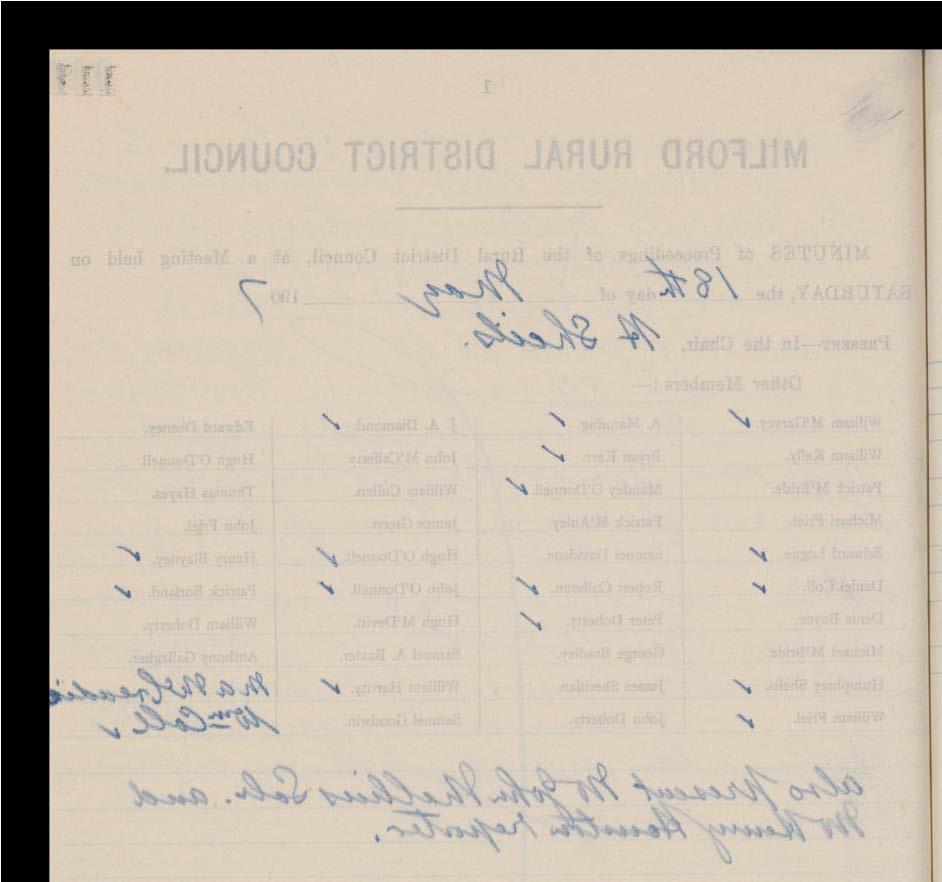 1
MILFORD RURAL DISTRICT COUNCIL.
MINUTES of Proceedings of the Rural District Council, at a Meeting held on
SATURDAY, the 18th day of May 1907
PRESENT—In the Chair, H Sheils.
Other Members :—
William M'Garvey. ✓ A. Manning. ✓ J. A. Diamond. ✓ Edward Deeney.
William Kelly. Bryan Kerr. ✓ John M'Cafferty. Hugh O'Donnell.
Patrick M'Bride. Mandey O'Donnell. ✓ William Cullen. Thomas Hayes.
Michael Friel. Patrick M'Auley. James Green. John Friel.
Edward Logue. ✓ Samuel Davidson. Hugh O'Donnell. ✓ Henry Blayney. ✓
Daniel Coll. ✓ Robert Colhoun. ✓ John O'Donnell. ✓ Patrick Borland. ✓
Denis Boyce. Peter Doherty. ✓ Hugh M'Devitt. William Doherty.
Michael M'Bride. George Bradley. Samuel A. Baxter. Anthony Gallagher.
Humphrey Sheils. ✓ James Sheridan. William Harrity. ✓
William Friel. ✓ John Doherty. Samuel Goodwin. Wm Coll ✓
also present Mr John Solr. and
Mr Henry reporter.